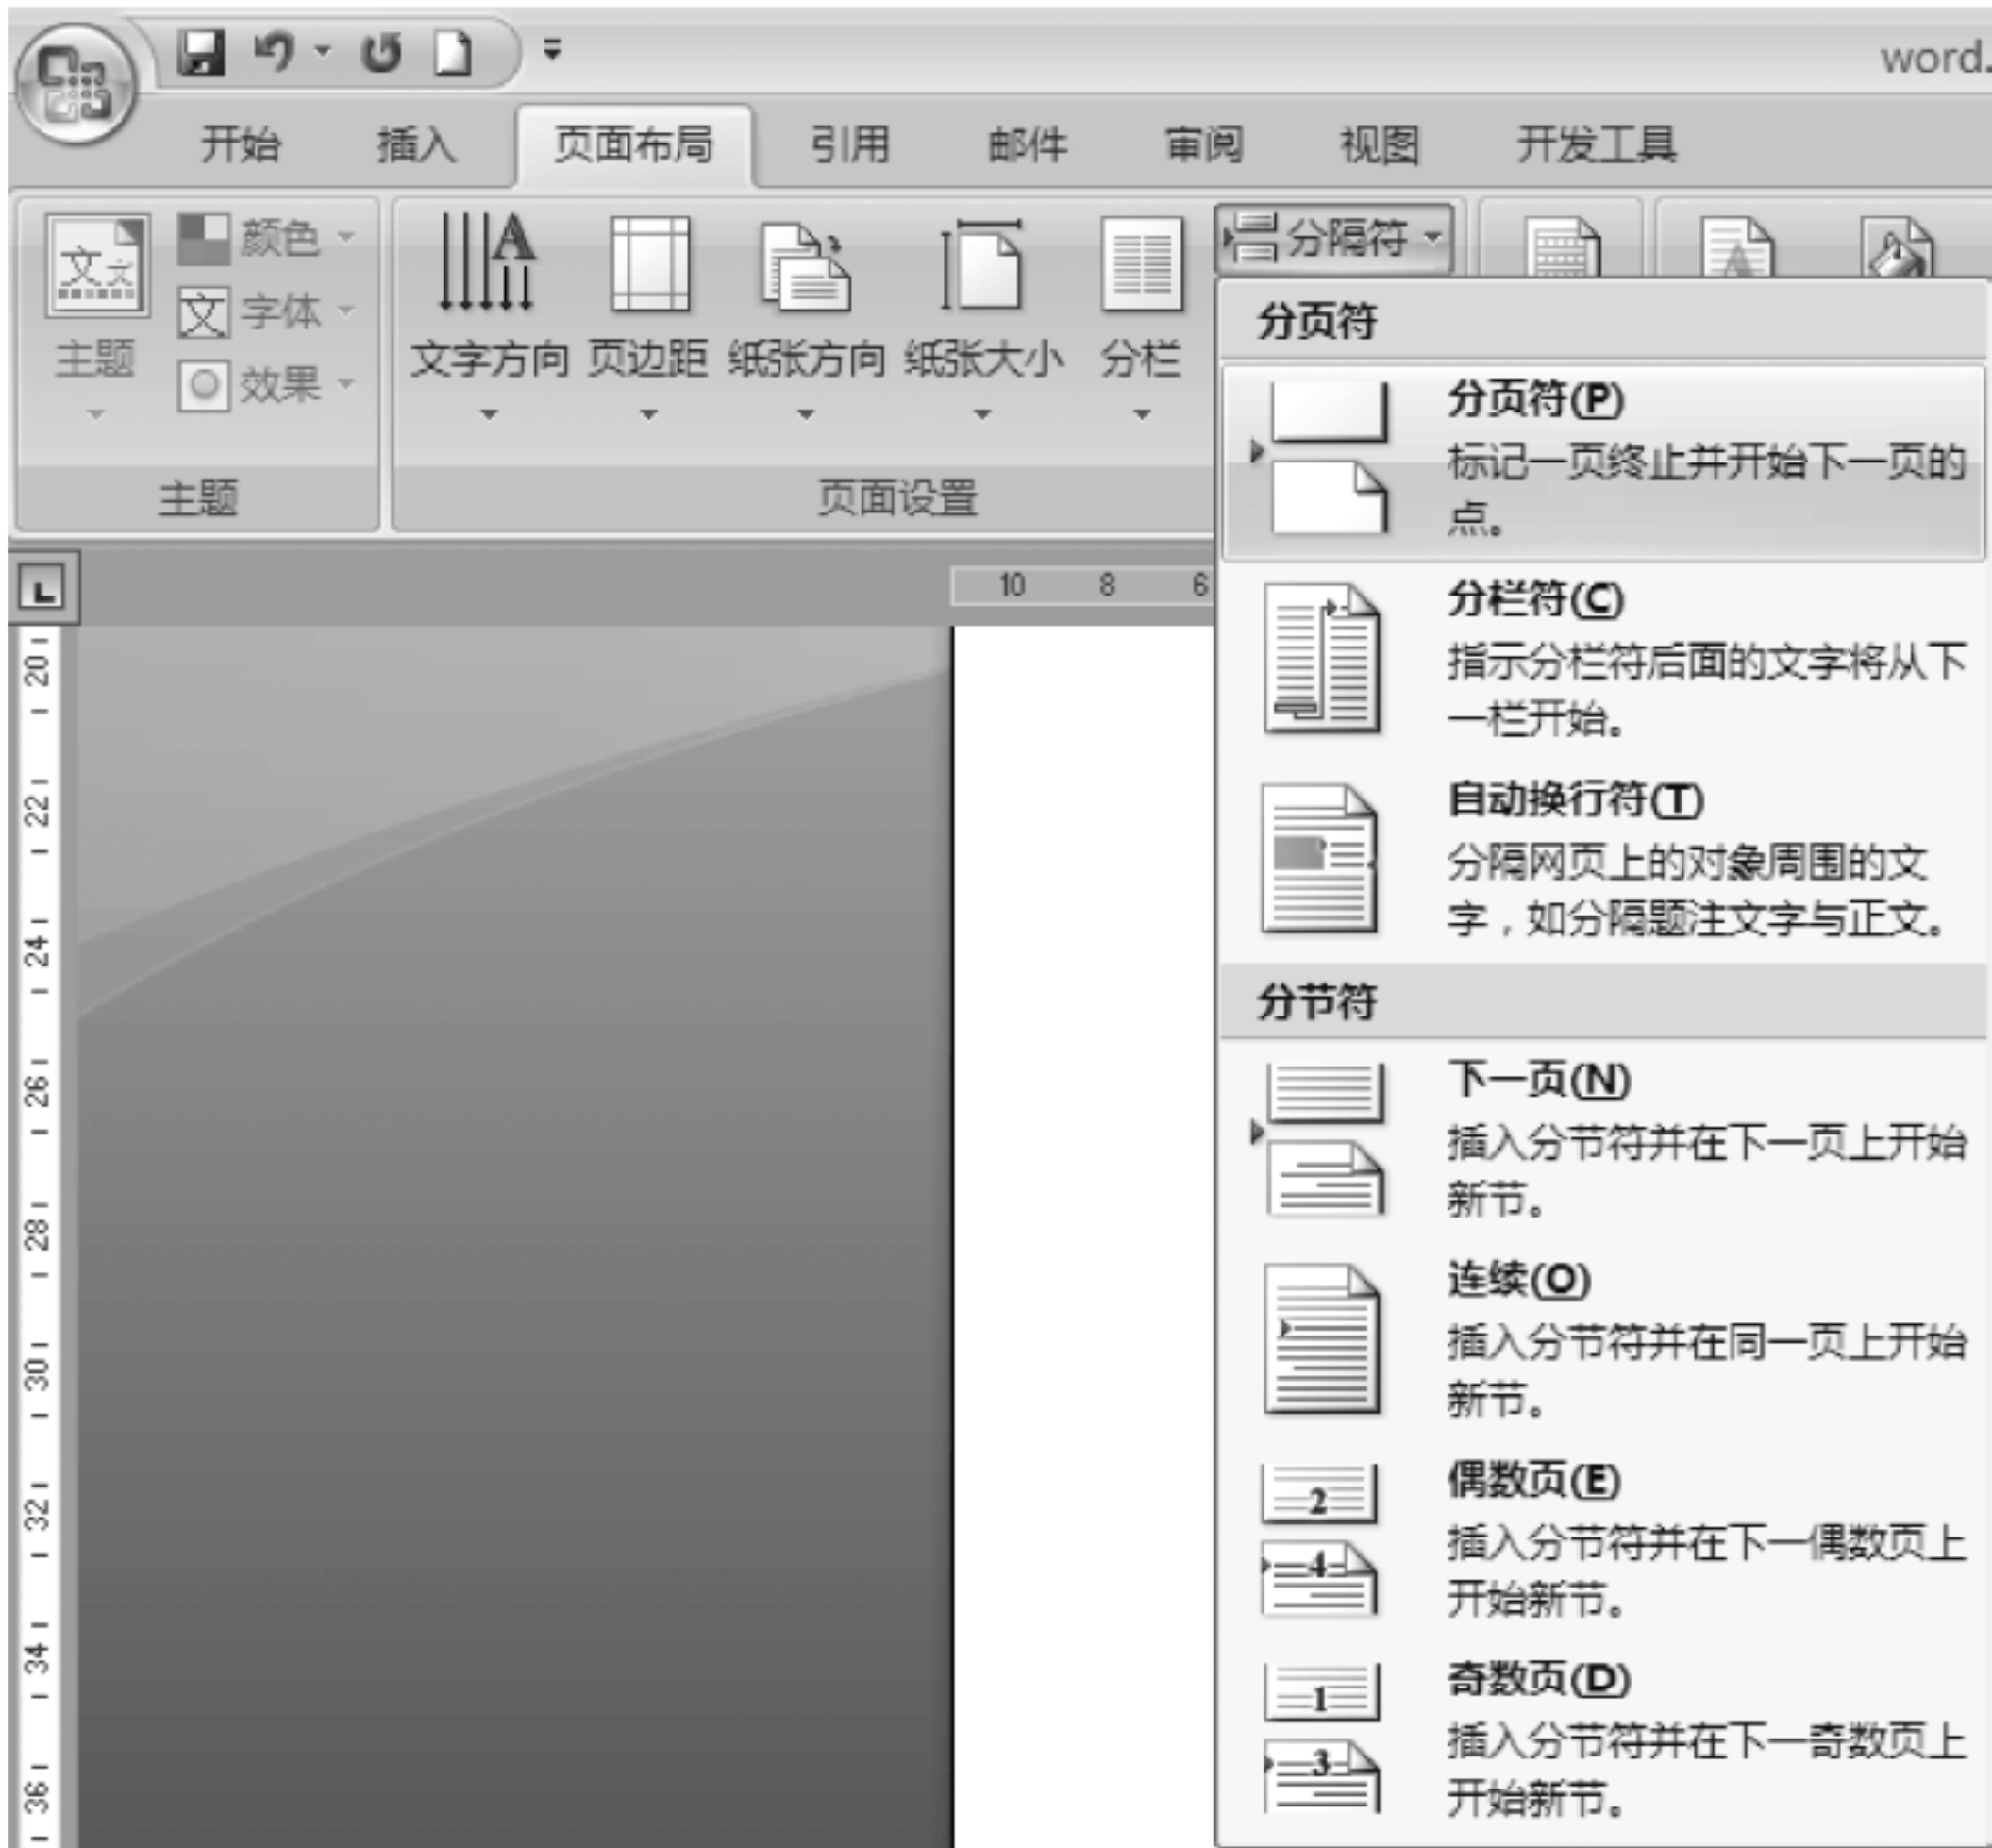 word.
开始 插入 页面布局 引用 邮件 审阅 视图 开发工具
主题
颜色
字体
效果
文字方向 页边距 纸张方向 纸张大小 分栏
分隔符
主题
页面设置
分页符
分页符(P)
标记一页终止并开始下一页的
点。
分栏符(C)
指示分栏符后面的文字将从下
一栏开始。
自动换行符(T)
分隔网页上的对象周围的文
字，如分隔题注文字与正文。
分节符
下一页(N)
插入分节符并在下一页上开始
新节。
连续(O)
插入分节符并在同一页上开始
新节。
偶数页(E)
插入分节符并在下一偶数页上
开始新节。
奇数页(D)
插入分节符并在下一奇数页上
开始新节。
10 8 6
20
22
24
26
28
30
32
34
36
文文
A
文
A
L
2
4
1
3